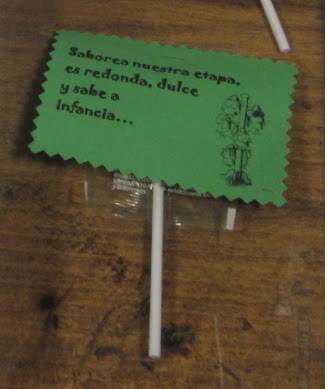 Saborea nuestra etapa,
es redonda, dulce
y sabe a
infancia...